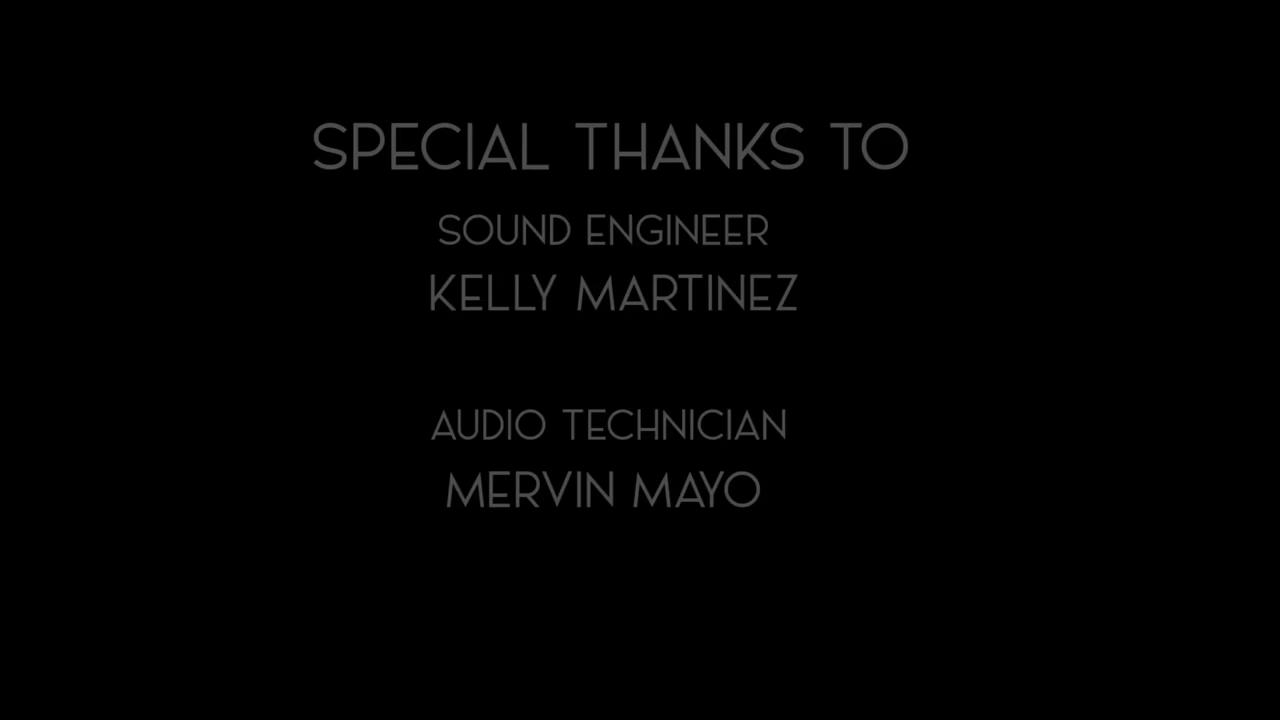 SPECIAL THANKS TO
SOUND ENGINEER
KELLY MARTINEZ
AUDIO TECHNICIAN
MERVIN MAYO